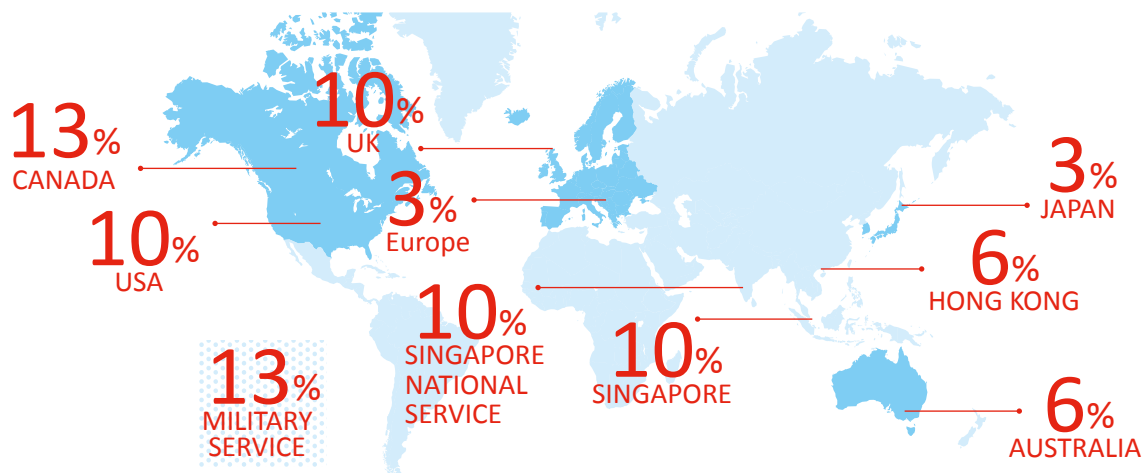 10%
UK
13%
CANADA
3%
Europe
3%
JAPAN
10%
USA
6%
HONG KONG
10%
SINGAPORE
NATIONAL
SERVICE
10%
SINGAPORE
13%
MILITARY
SERVICE
6%
AUSTRALIA